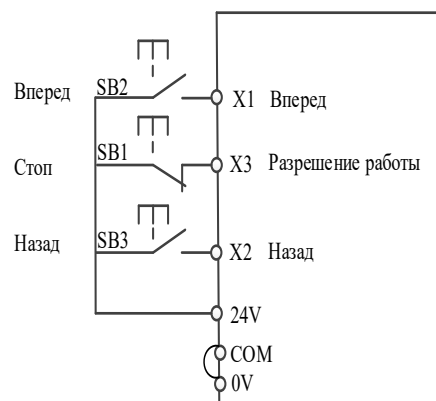 Вперед SB2 X1 Вперед
Стоп SB1 X3 Разрешение работы
Назад SB3 X2 Назад
24V
COM
0V